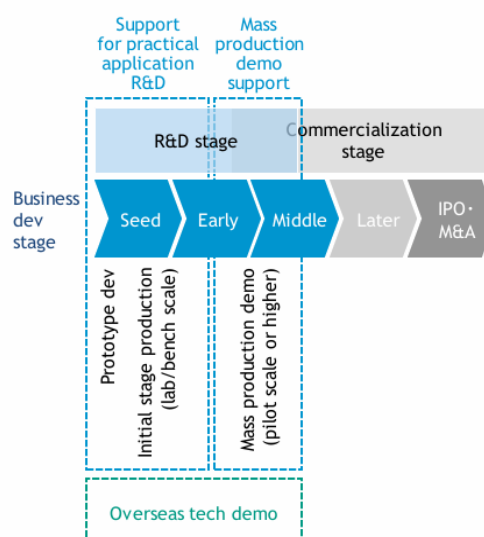 Support
for practical
application
R&D
Mass
production
demo
support
R&D stage
Commercialization
stage
Business
dev
stage
Seed
Early
Middle
Later
IPO・
M&A
Prototype dev
Initial stage production
(lab/bench scale)
Mass production demo
(pilot scale or higher)
Overseas tech demo